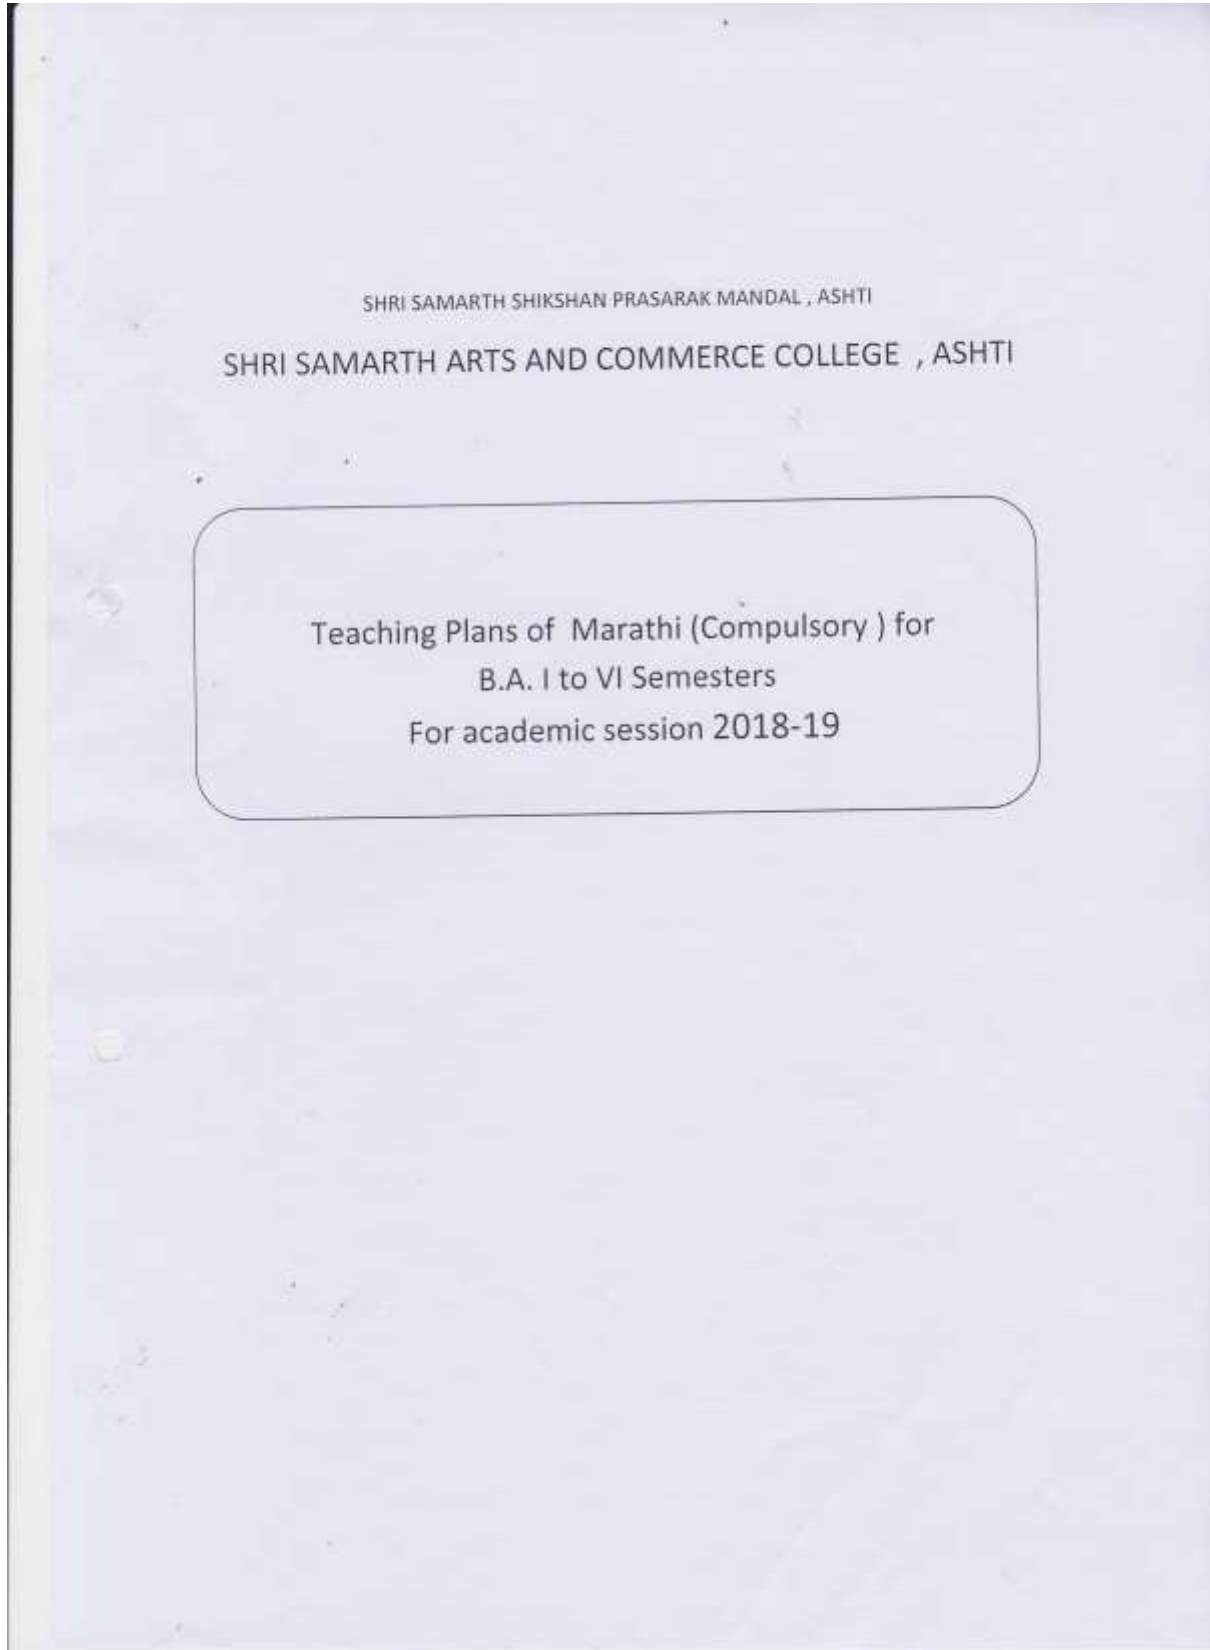 SHRI SAMARTH SHIKSHAN PRASARAK MANDAL , ASHTI
SHRI SAMARTH ARTS AND COMMERCE COLLEGE , ASHTI
Teaching Plans of Marathi (Compulsory ) for
B.A. I to VI Semesters
For academic session 2018-19